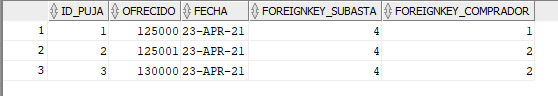 ID_PUJA OFRECIDO FECHA FOREIGNKEY_SUBASTA FOREIGNKEY_COMPRADOR
1 1 125000 23-APR-21 4 1
2 2 125001 23-APR-21 4 2
3 3 130000 23-APR-21 4 2